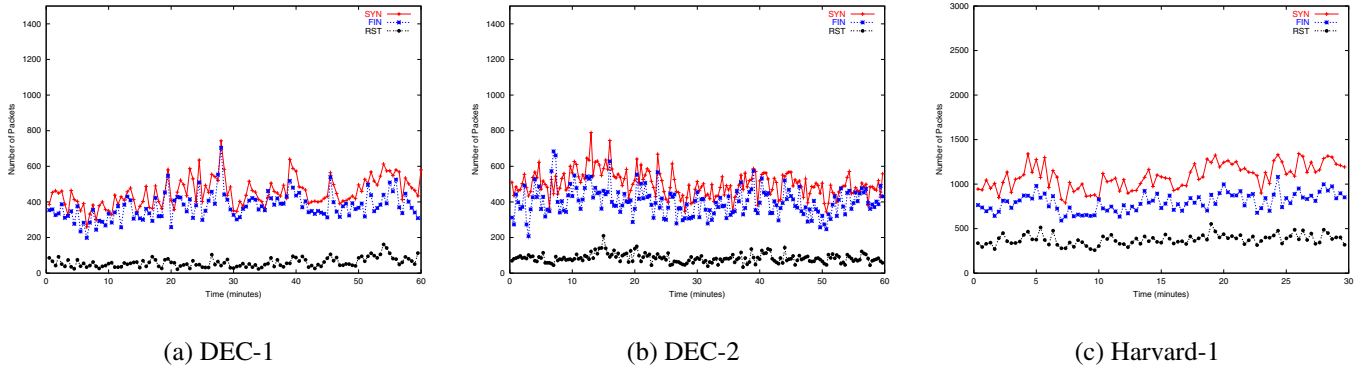 1400
1200
1000
800
600
400
200
0
Number of Packets
SYN
FIN
RST
0 10 20 30 40 50 60
Time (minutes)
(a) DEC-1
1400
1200
1000
800
600
400
200
0
Number of Packets
SYN
FIN
RST
0 10 20 30 40 50 60
Time (minutes)
(b) DEC-2
3000
2500
2000
1500
1000
500
0
Number of Packets
SYN
FIN
RST
0 5 10 15 20 25 30
Time (minutes)
(c) Harvard-1